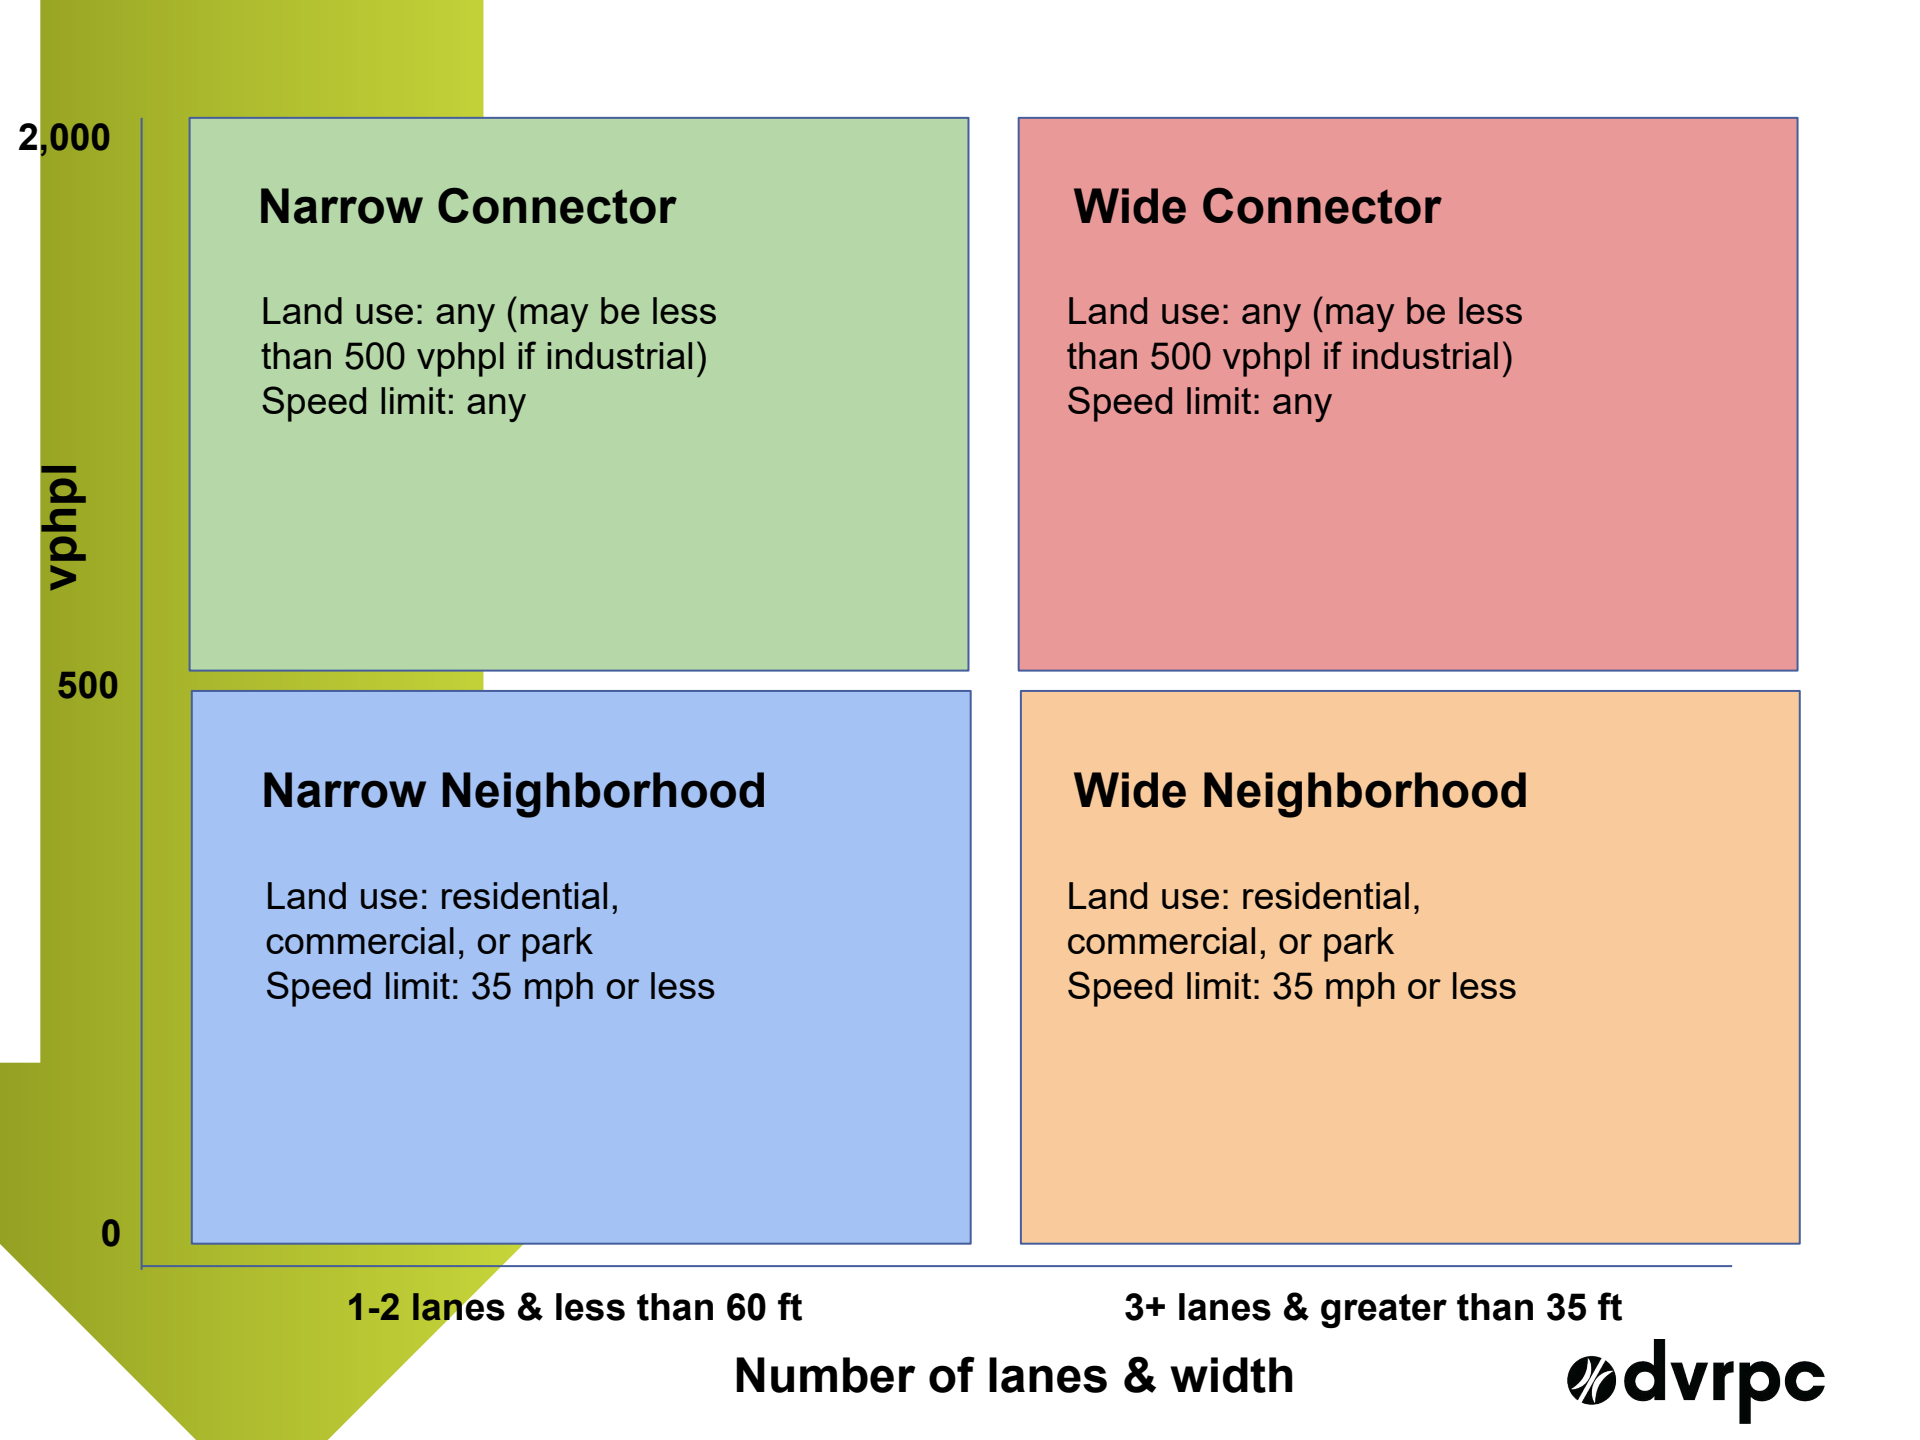 2,000
Narrow Connector
Land use: any (may be less
than 500 vphpl if industrial)
Speed limit: any
Wide Connector
Land use: any (may be less
than 500 vphpl if industrial)
Speed limit: any
vphpl
500
Narrow Neighborhood
Land use: residential,
commercial, or park
Speed limit: 35 mph or less
Wide Neighborhood
Land use: residential,
commercial, or park
Speed limit: 35 mph or less
0
1-2 lanes & less than 60 ft
3+ lanes & greater than 35 ft
Number of lanes & width
dvrpc